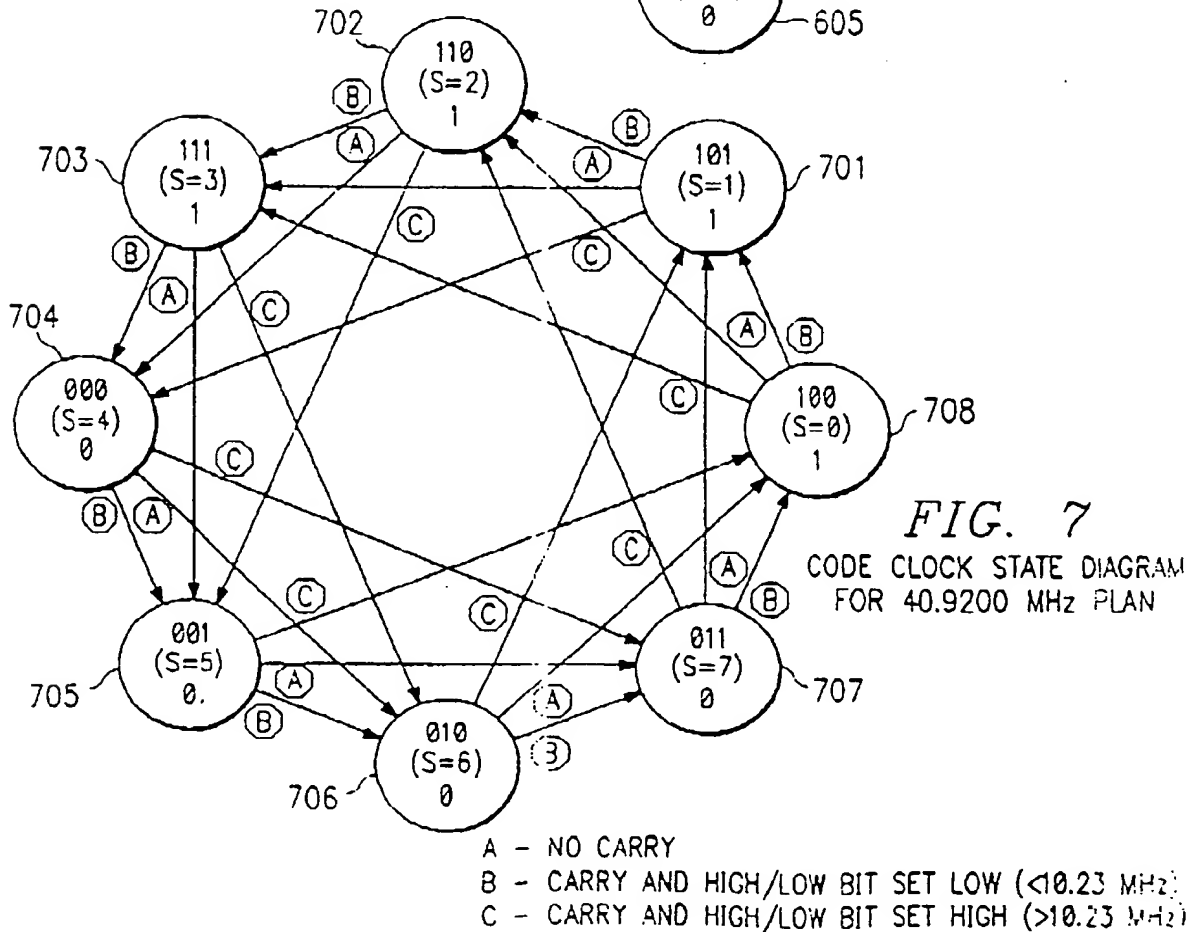 0
605
702
110
(S=2)
1
B
A
C
703
111
(S=3)
1
B
A
C
101
(S=1)
1
701
B
A
C
704
000
(S=4)
0
B
A
C
100
(S=0)
1
708
A
B
C
705
001
(S=5)
0.
C
A
B
706
010
(S=6)
0
C
A
B
011
(S=7)
0
707
C
A
B
FIG. 7
CODE CLOCK STATE DIAGRAM
FOR 40.9200 MHz PLAN
A - NO CARRY
B - CARRY AND HIGH/LOW BIT SET LOW (<10.23 MHz)
C - CARRY AND HIGH/LOW BIT SET HIGH (>10.23 MHz)